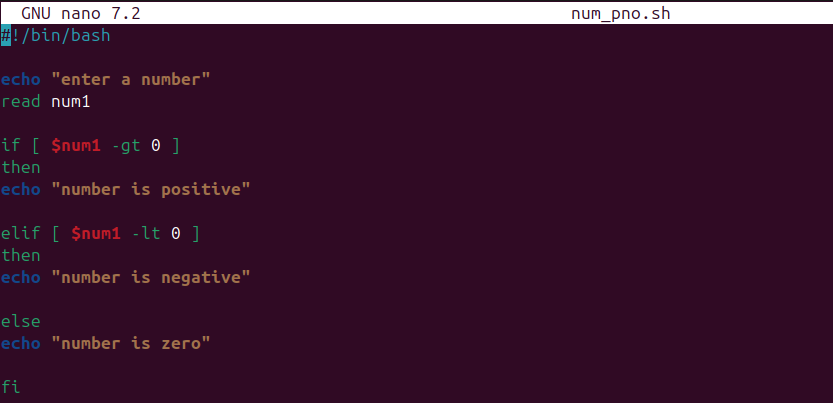 GNU nano 7.2 num_pno.sh
#!/bin/bash
echo "enter a number"
read num1
if [ $num1 -gt 0 ]
then
echo "number is positive"
elif [ $num1 -lt 0 ]
then
echo "number is negative"
else
echo "number is zero"
fi